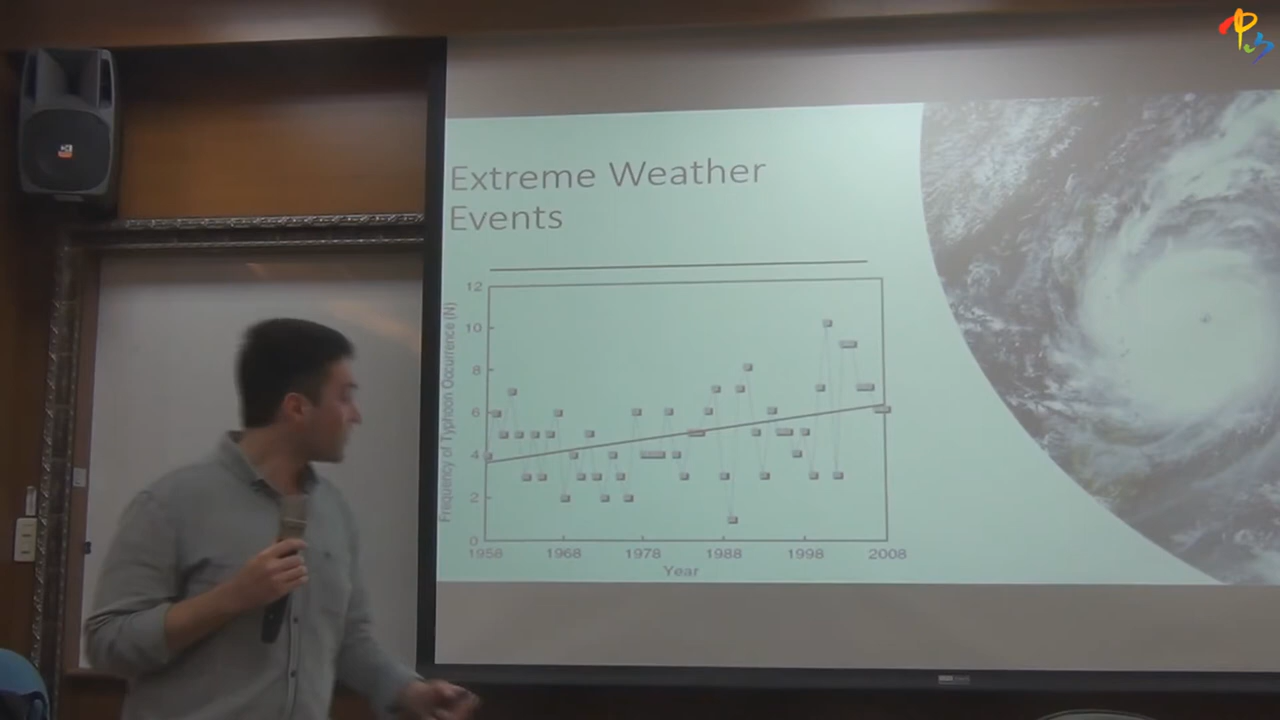 Extreme Weather
Events
12
10
8
6
4
2
0
Frequency of Typhoon Occurrence (N)
1958 1968 1978 1988 1998 2008
Year